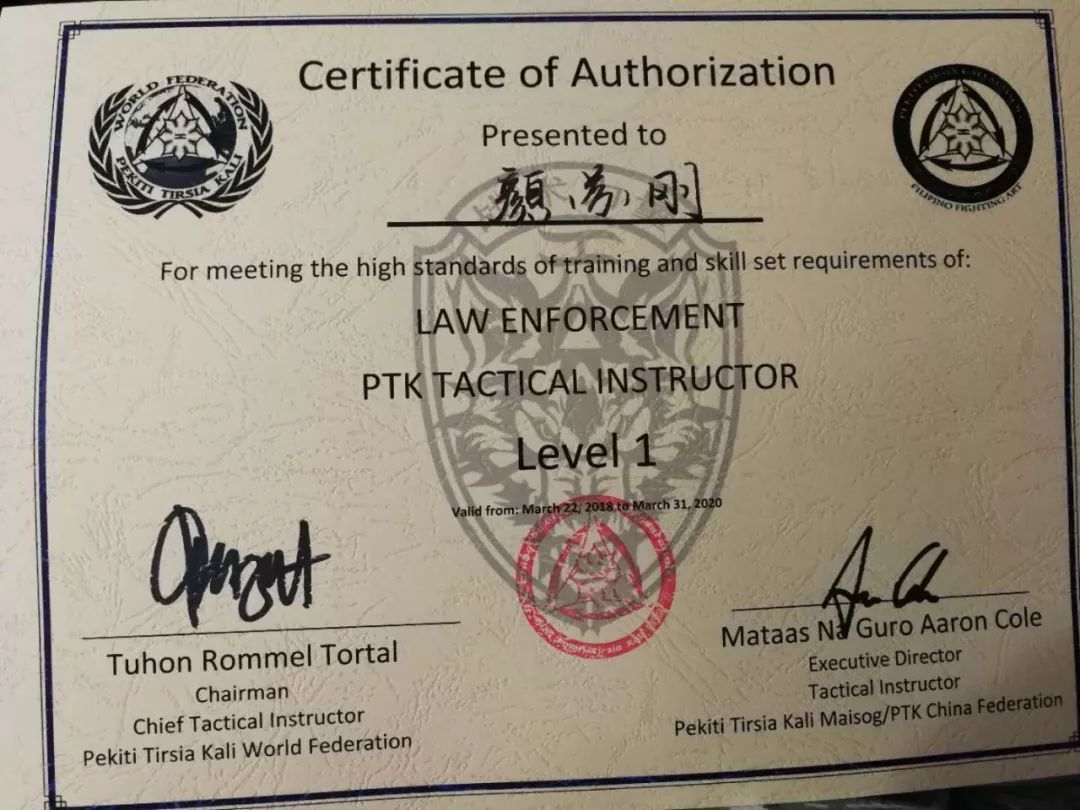 Certificate of Authorization
WORLD FEDERATION
PEKITI TIRSIA KALI
FILIPINO FIGHTING ART
Presented to
顏 芳 刚
For meeting the high standards of training and skill set requirements of:
LAW ENFORCEMENT
PTK TACTICAL INSTRUCTOR
Level 1
Valid from: March 22, 2018 to March 31, 2020
Tuhon Rommel Tortal
Chairman
Chief Tactical Instructor
Pekiti Tirsia Kali World Federation
Mataas Na Guro Aaron Cole
Executive Director
Tactical Instructor
Pekiti Tirsia Kali Maisog/PTK China Federation